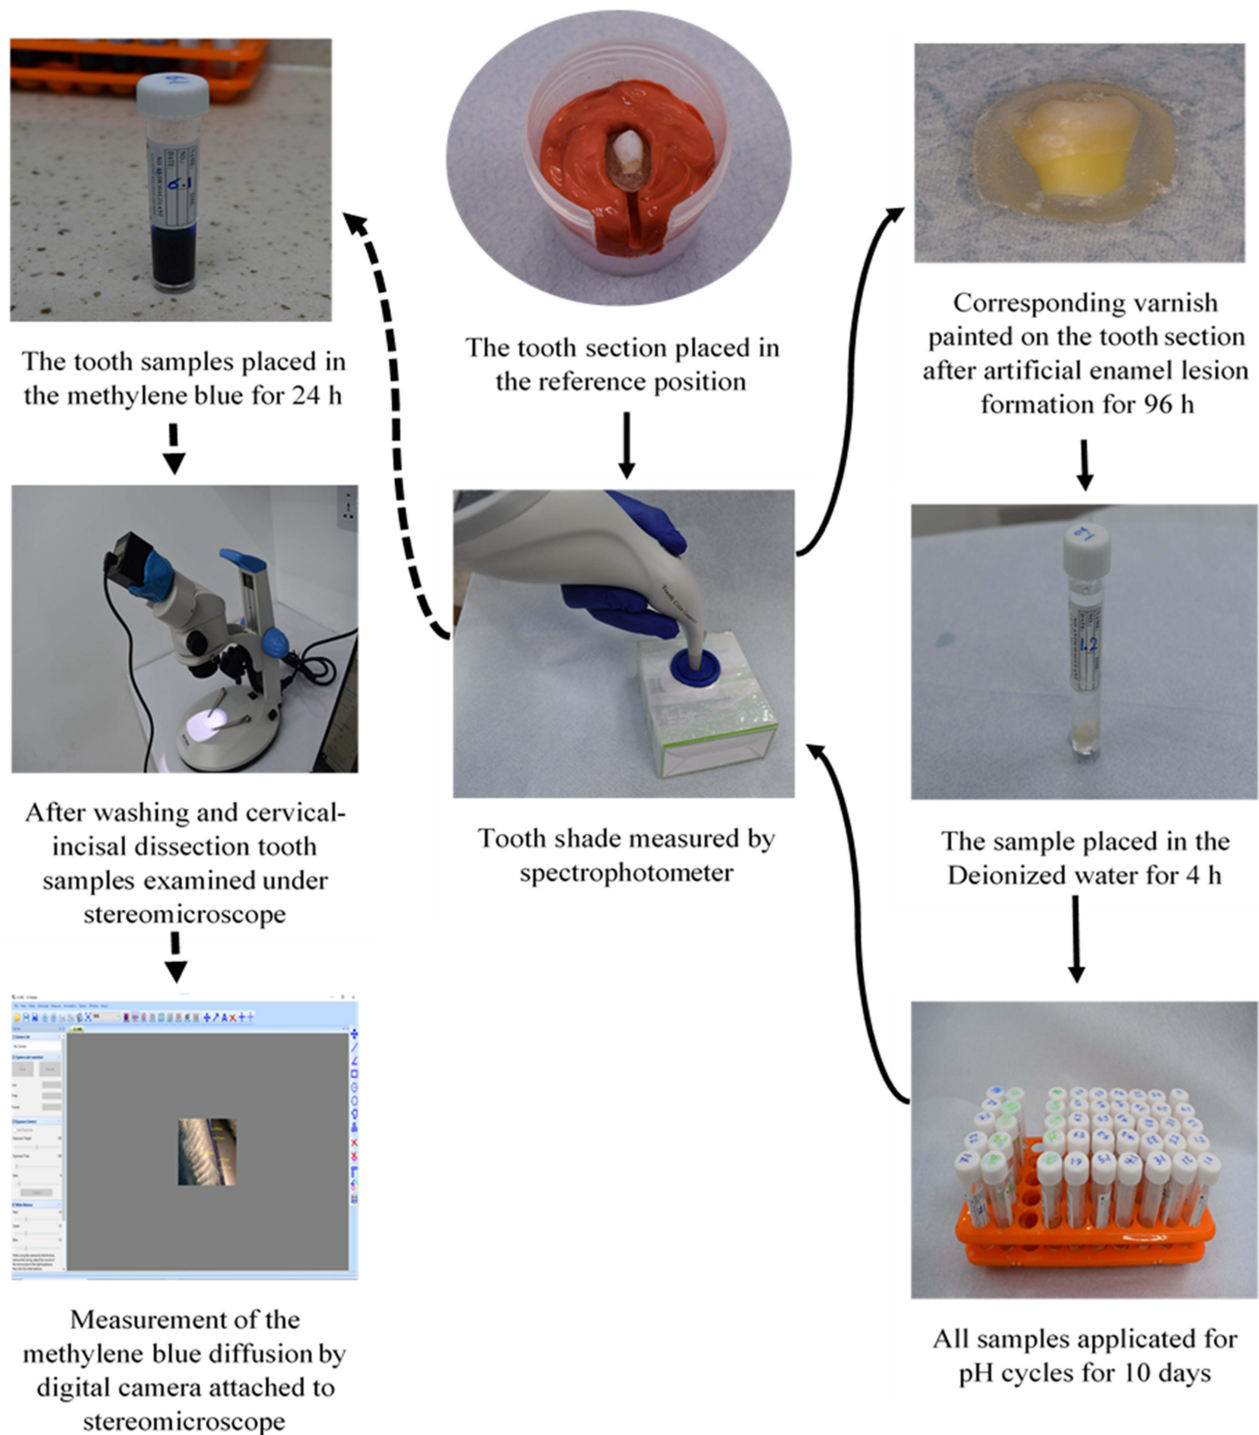 The tooth samples placed in
the methylene blue for 24 h
The tooth section placed in
the reference position
Corresponding varnish
painted on the tooth section
after artificial enamel lesion
formation for 96 h
After washing and cervical-
incisal dissection tooth
samples examined under
stereomicroscope
Tooth shade measured by
spectrophotometer
The sample placed in the
Deionized water for 4 h
Measurement of the
methylene blue diffusion by
digital camera attached to
stereomicroscope
All samples applicated for
pH cycles for 10 days